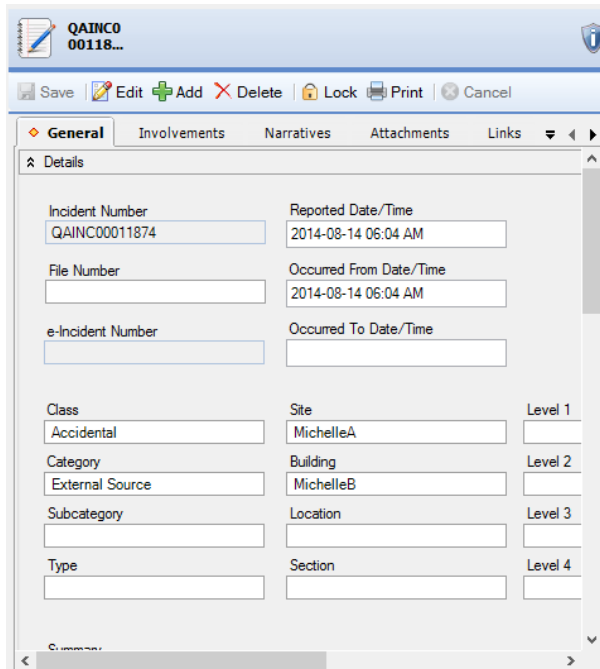 QAINC0
00118...
Save Edit Add Delete Lock Print Cancel
General Involvements Narratives Attachments Links
Details
Incident Number Reported Date/Time
QAINC00011874 2014-08-14 06:04 AM
File Number Occurred From Date/Time
2014-08-14 06:04 AM
e-Incident Number Occurred To Date/Time
Class Site Level 1
Accidental MichelleA
Category Building Level 2
External Source MichelleB
Subcategory Location Level 3
Type Section Level 4
Summary